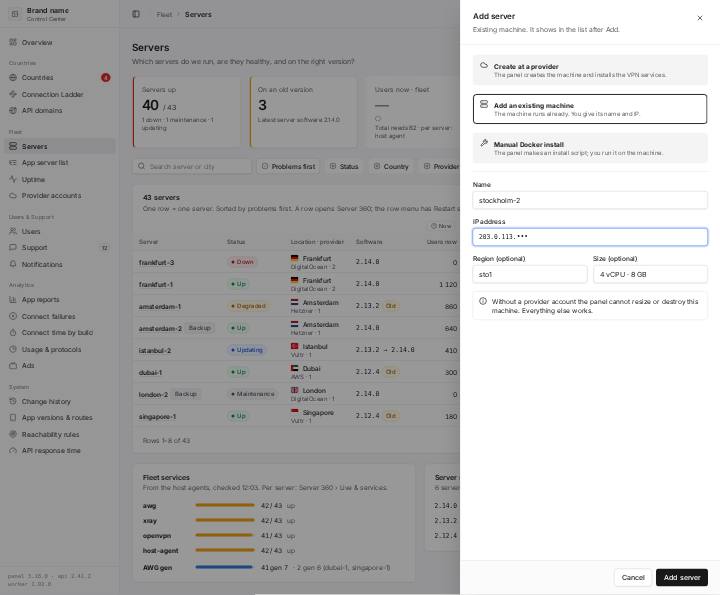 Brand name
Control Center
Overview
Countries
Countries 4
Connection Ladder
API domains
Fleet
Servers
App server list
Uptime
Provider accounts
Users & Support
Users
Support 12
Notifications
Analytics
App reports
Connect failures
Connect time by build
Usage & protocols
Ads
System
Change history
App versions & routes
Reachability rules
API response time
Fleet › Servers
Servers
Which servers do we run, are they healthy, and on the right version?
Servers up
40 / 43
1 down · 1 maintenance · 1
updating
On an old version
3
Latest server software 2.14.0
Users now · fleet
—
Total reads 82 · per server:
host agent
Search server or city
Problems first
Status
Country
Provider
43 servers
One row = one server. Sorted by problems first. A row opens Server 360; the row menu has Restart s
Now
Server Status Location · provider Software Users now
frankfurt-3 Down Frankfurt DigitalOcean · 2 2.14.0 0
frankfurt-1 Up Frankfurt DigitalOcean · 2 2.14.0 1 120
amsterdam-1 Degraded Amsterdam Hetzner · 1 2.13.2 Old 860
amsterdam-2 Backup Up Amsterdam Hetzner · 1 2.14.0 640
istanbul-2 Updating Istanbul Vultr · 1 2.13.2 → 2.14.0 410
dubai-1 Up Dubai AWS · 1 2.12.4 Old 300
london-2 Backup Maintenance London DigitalOcean · 1 2.14.0 0
singapore-1 Up Singapore Vultr · 1 2.12.4 Old 180
Rows 1–8 of 43
Fleet services
From the host agents, checked 12:03. Per server: Server 360 › Live & services.
awg 42 / 43 up
xray 42 / 43 up
openvpn 41 / 43 up
host-agent 42 / 43 up
AWG gen 41 gen 7 · 2 gen 6 (dubai-1, singapore-1)
Server
6 serve
2.14.0
2.13.2
2.12.4
Add server
Existing machine. It shows in the list after Add.
Create at a provider
The panel creates the machine and installs the VPN services.
Add an existing machine
The machine runs already. You give its name and IP.
Manual Docker install
The panel makes an install script; you run it on the machine.
Name
stockholm-2
IP address
203.0.113.•••
Region (optional)
sto1
Size (optional)
4 vCPU · 8 GB
Without a provider account the panel cannot resize or destroy this
machine. Everything else works.
Cancel
Add server